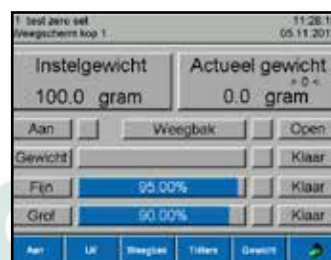 1 test zero set 11:28:1
Weegscherm kop 1 05.11.201
Instelgewicht Actueel gewicht
> 0 <
100.0 gram 0.0 gram
Aan Weegbak Open
Gewicht Klaar
Fijn 95.00% Klaar
Grof 90.00% Klaar
Aan Uit Weegbak Trillers Gewicht